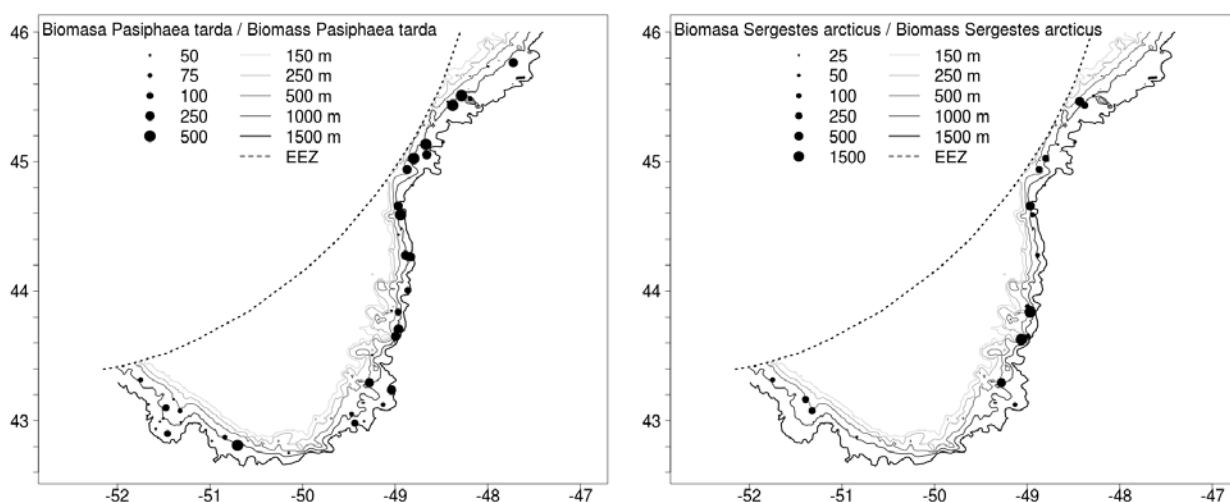 Biomasa Pasiphaea tarda / Biomass Pasiphaea tarda
50 150 m
75 250 m
100 500 m
250 1000 m
500 1500 m
EEZ
46
45
44
43
-52 -51 -50 -49 -48 -47
Biomasa Sergestes arcticus / Biomass Sergestes arcticus
25 150 m
50 250 m
100 500 m
250 1000 m
500 1500 m
1500 EEZ
46
45
44
43
-52 -51 -50 -49 -48 -47